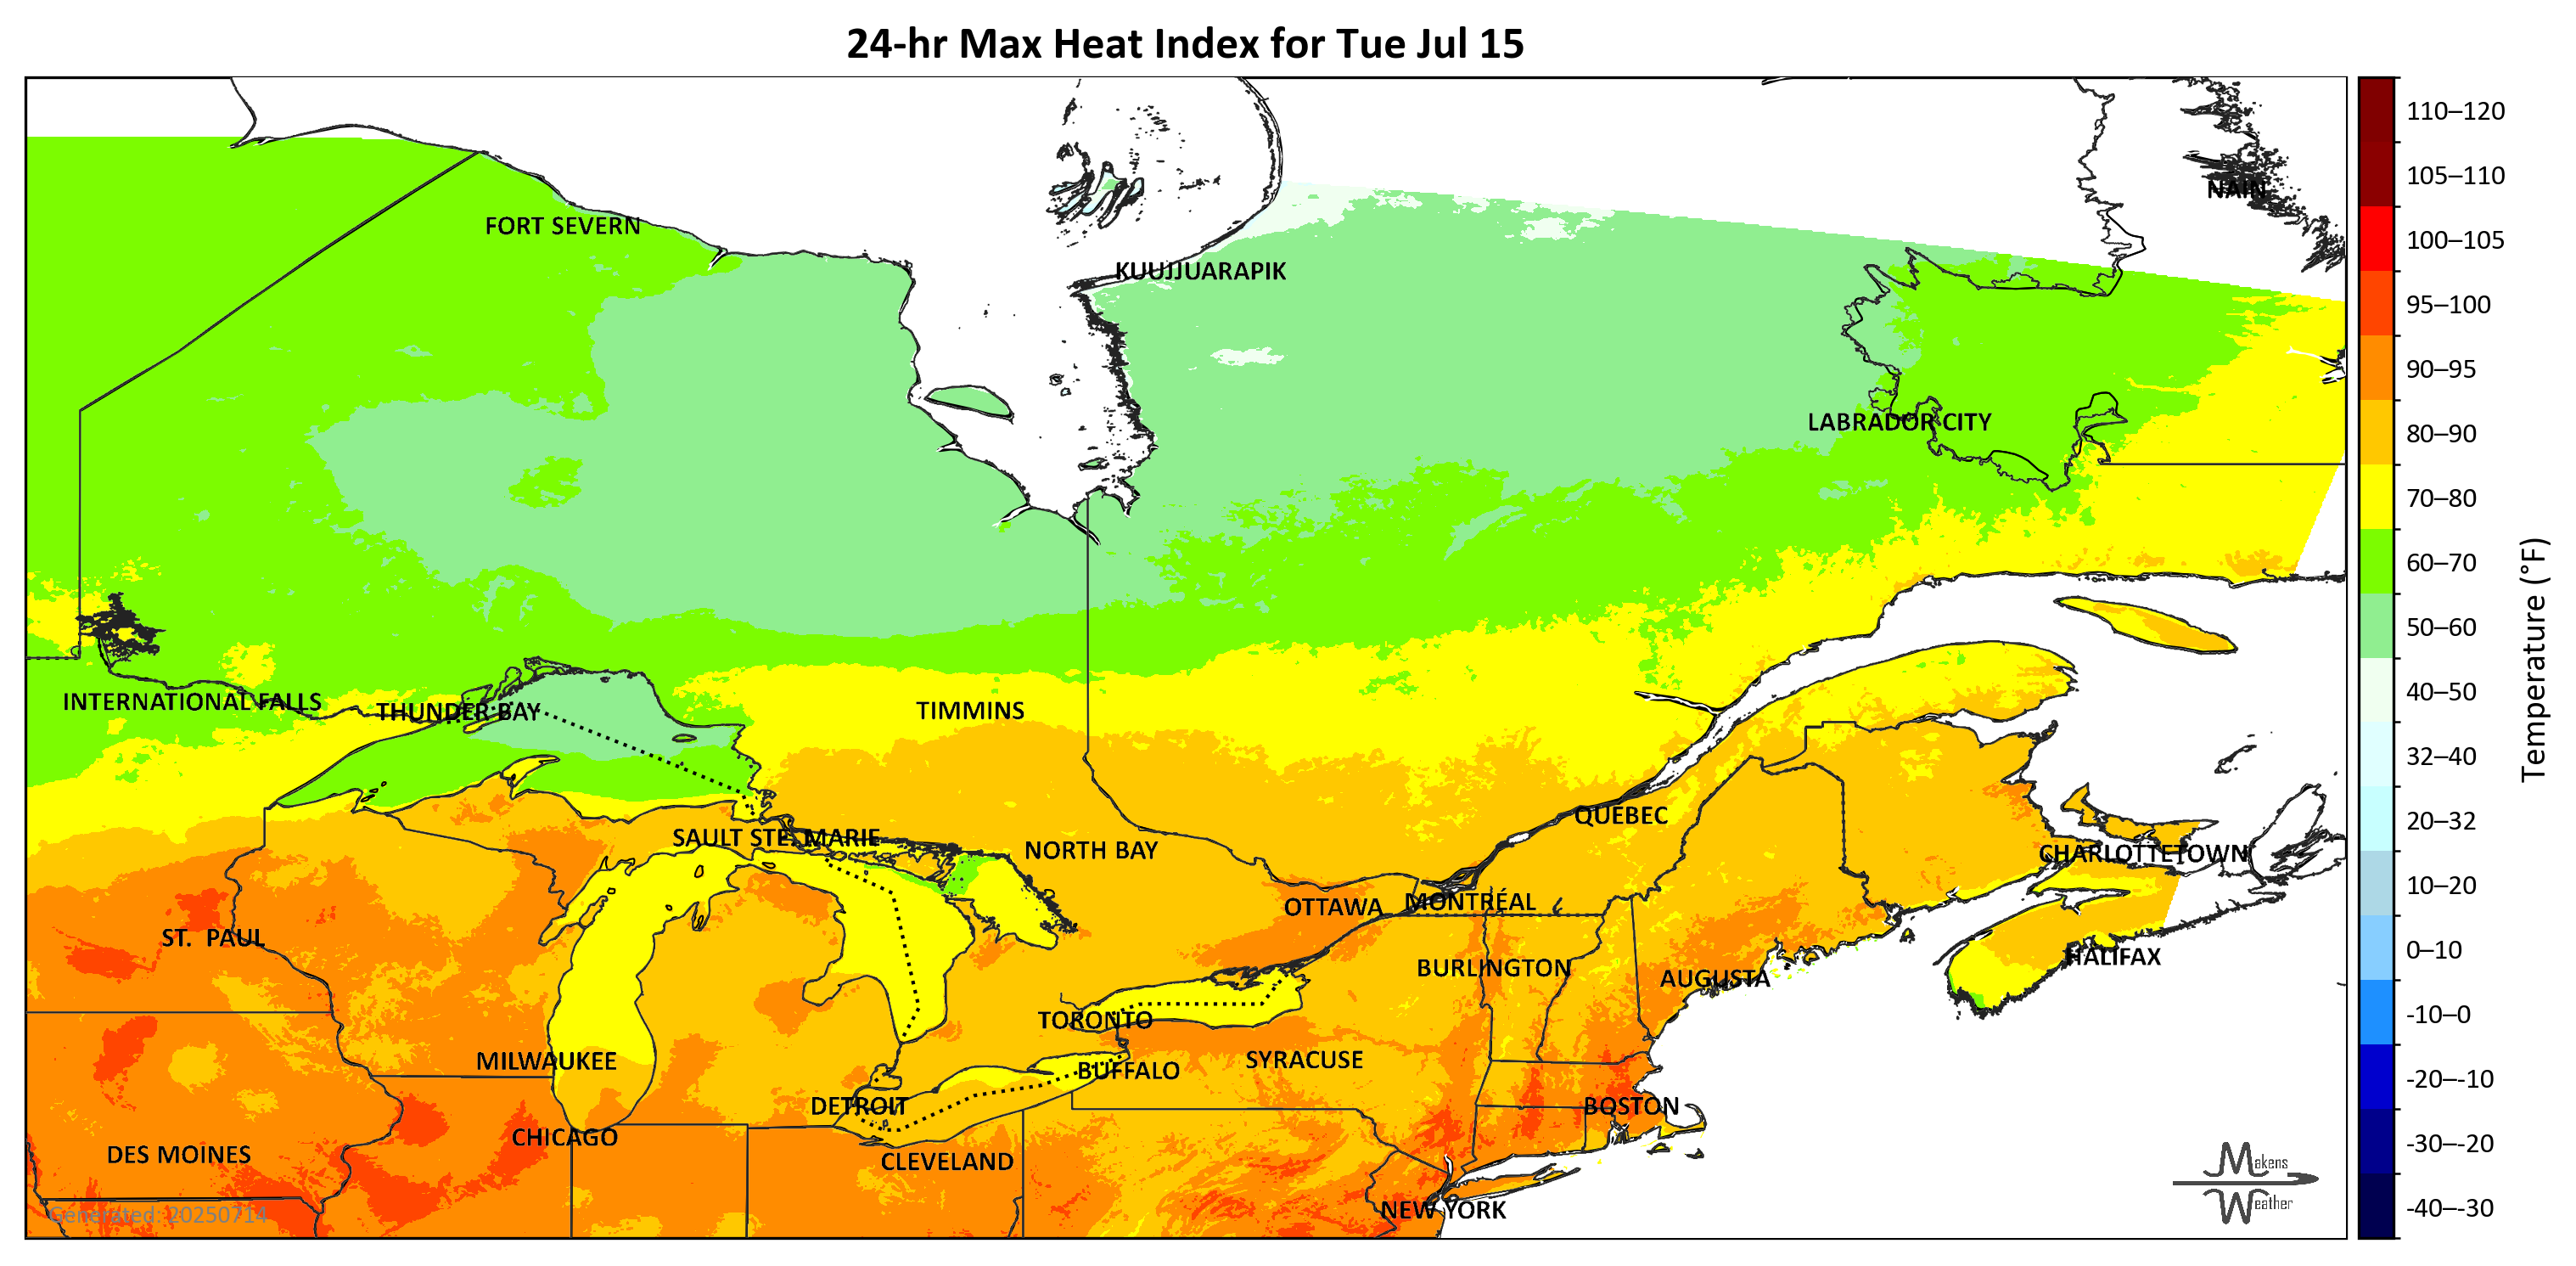 24-hr Max Heat Index for Tue Jul 15
110–120
105–110
100–105
95–100
90–95
80–90
70–80
60–70
50–60
40–50
32–40
20–32
10–20
0–10
-10–0
-20–-10
-30–-20
-40–-30
Temperature (°F)
NAIN
FORT SEVERN
KUUJJUARAPIK
LABRADOR CITY
INTERNATIONAL FALLS
THUNDER BAY
TIMMINS
QUÉBEC
SAULT STE. MARIE
NORTH BAY
CHARLOTTETOWN
OTTAWA
MONTRÉAL
ST. PAUL
HALIFAX
BURLINGTON
AUGUSTA
TORONTO
MILWAUKEE
SYRACUSE
BUFFALO
DETROIT
BOSTON
CHICAGO
DES MOINES
CLEVELAND
NEW YORK
Generated: 20250714
Makens
Weather